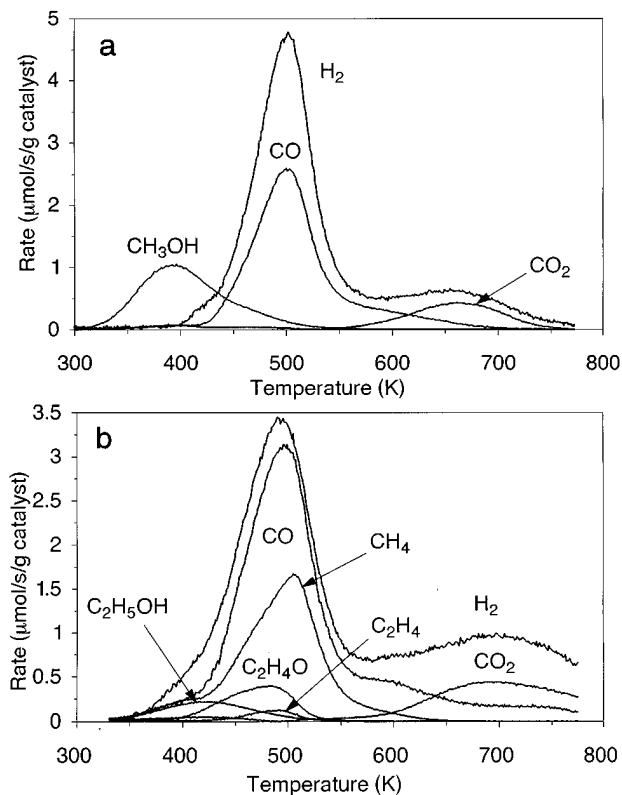 a
5
4
3
2
1
0
Rate (μmol/s/g catalyst)
H₂
CO
CH₃OH
CO₂
300 400 500 600 700 800
Temperature (K)
b
3.5
3
2.5
2
1.5
1
0.5
0
Rate (μmol/s/g catalyst)
CO
CH₄
C₂H₅OH
C₂H₄
H₂
C₂H₄O
CO₂
300 400 500 600 700 800
Temperature (K)